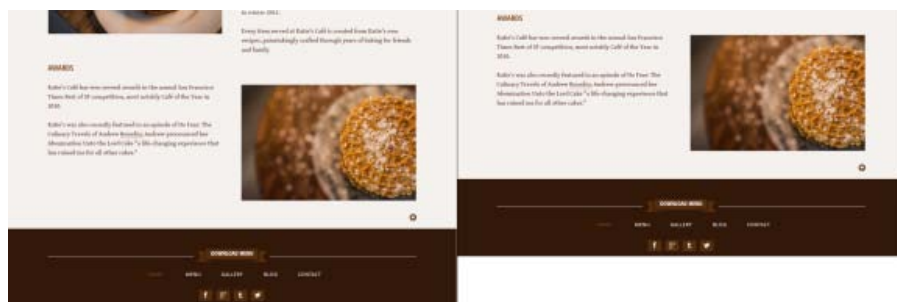 in winter 2011.
Every item served at Katie's Café is created from Katie's own
recipes, painstakingly crafted through years of baking for friends
and family.
AWARDS
Katie's Café has won several awards in the annual San Francisco
Times Best of SF competition, most notably Café of the Year in
2010.
Katie's was also recently featured in an episode of No Fear: The
Culinary Travels of Andrew
Andrew pronounced her
Abomination Unto the Lord Cake "a life-changing experience that
has ruined me for all other cakes."
DOWNLOAD MENU
HOME MENU GALLERY BLOG CONTACT
f t
AWARDS
Katie's Café has won several awards in the annual San Francisco
Times Best of SF competition, most notably Café of the Year in
2010.
Katie's was also recently featured in an episode of No Fear: The
Culinary Travels of Andrew
Andrew pronounced her
Abomination Unto the Lord Cake "a life-changing experience that
has ruined me for all other cakes."
DOWNLOAD MENU
HOME MENU GALLERY BLOG CONTACT
f t